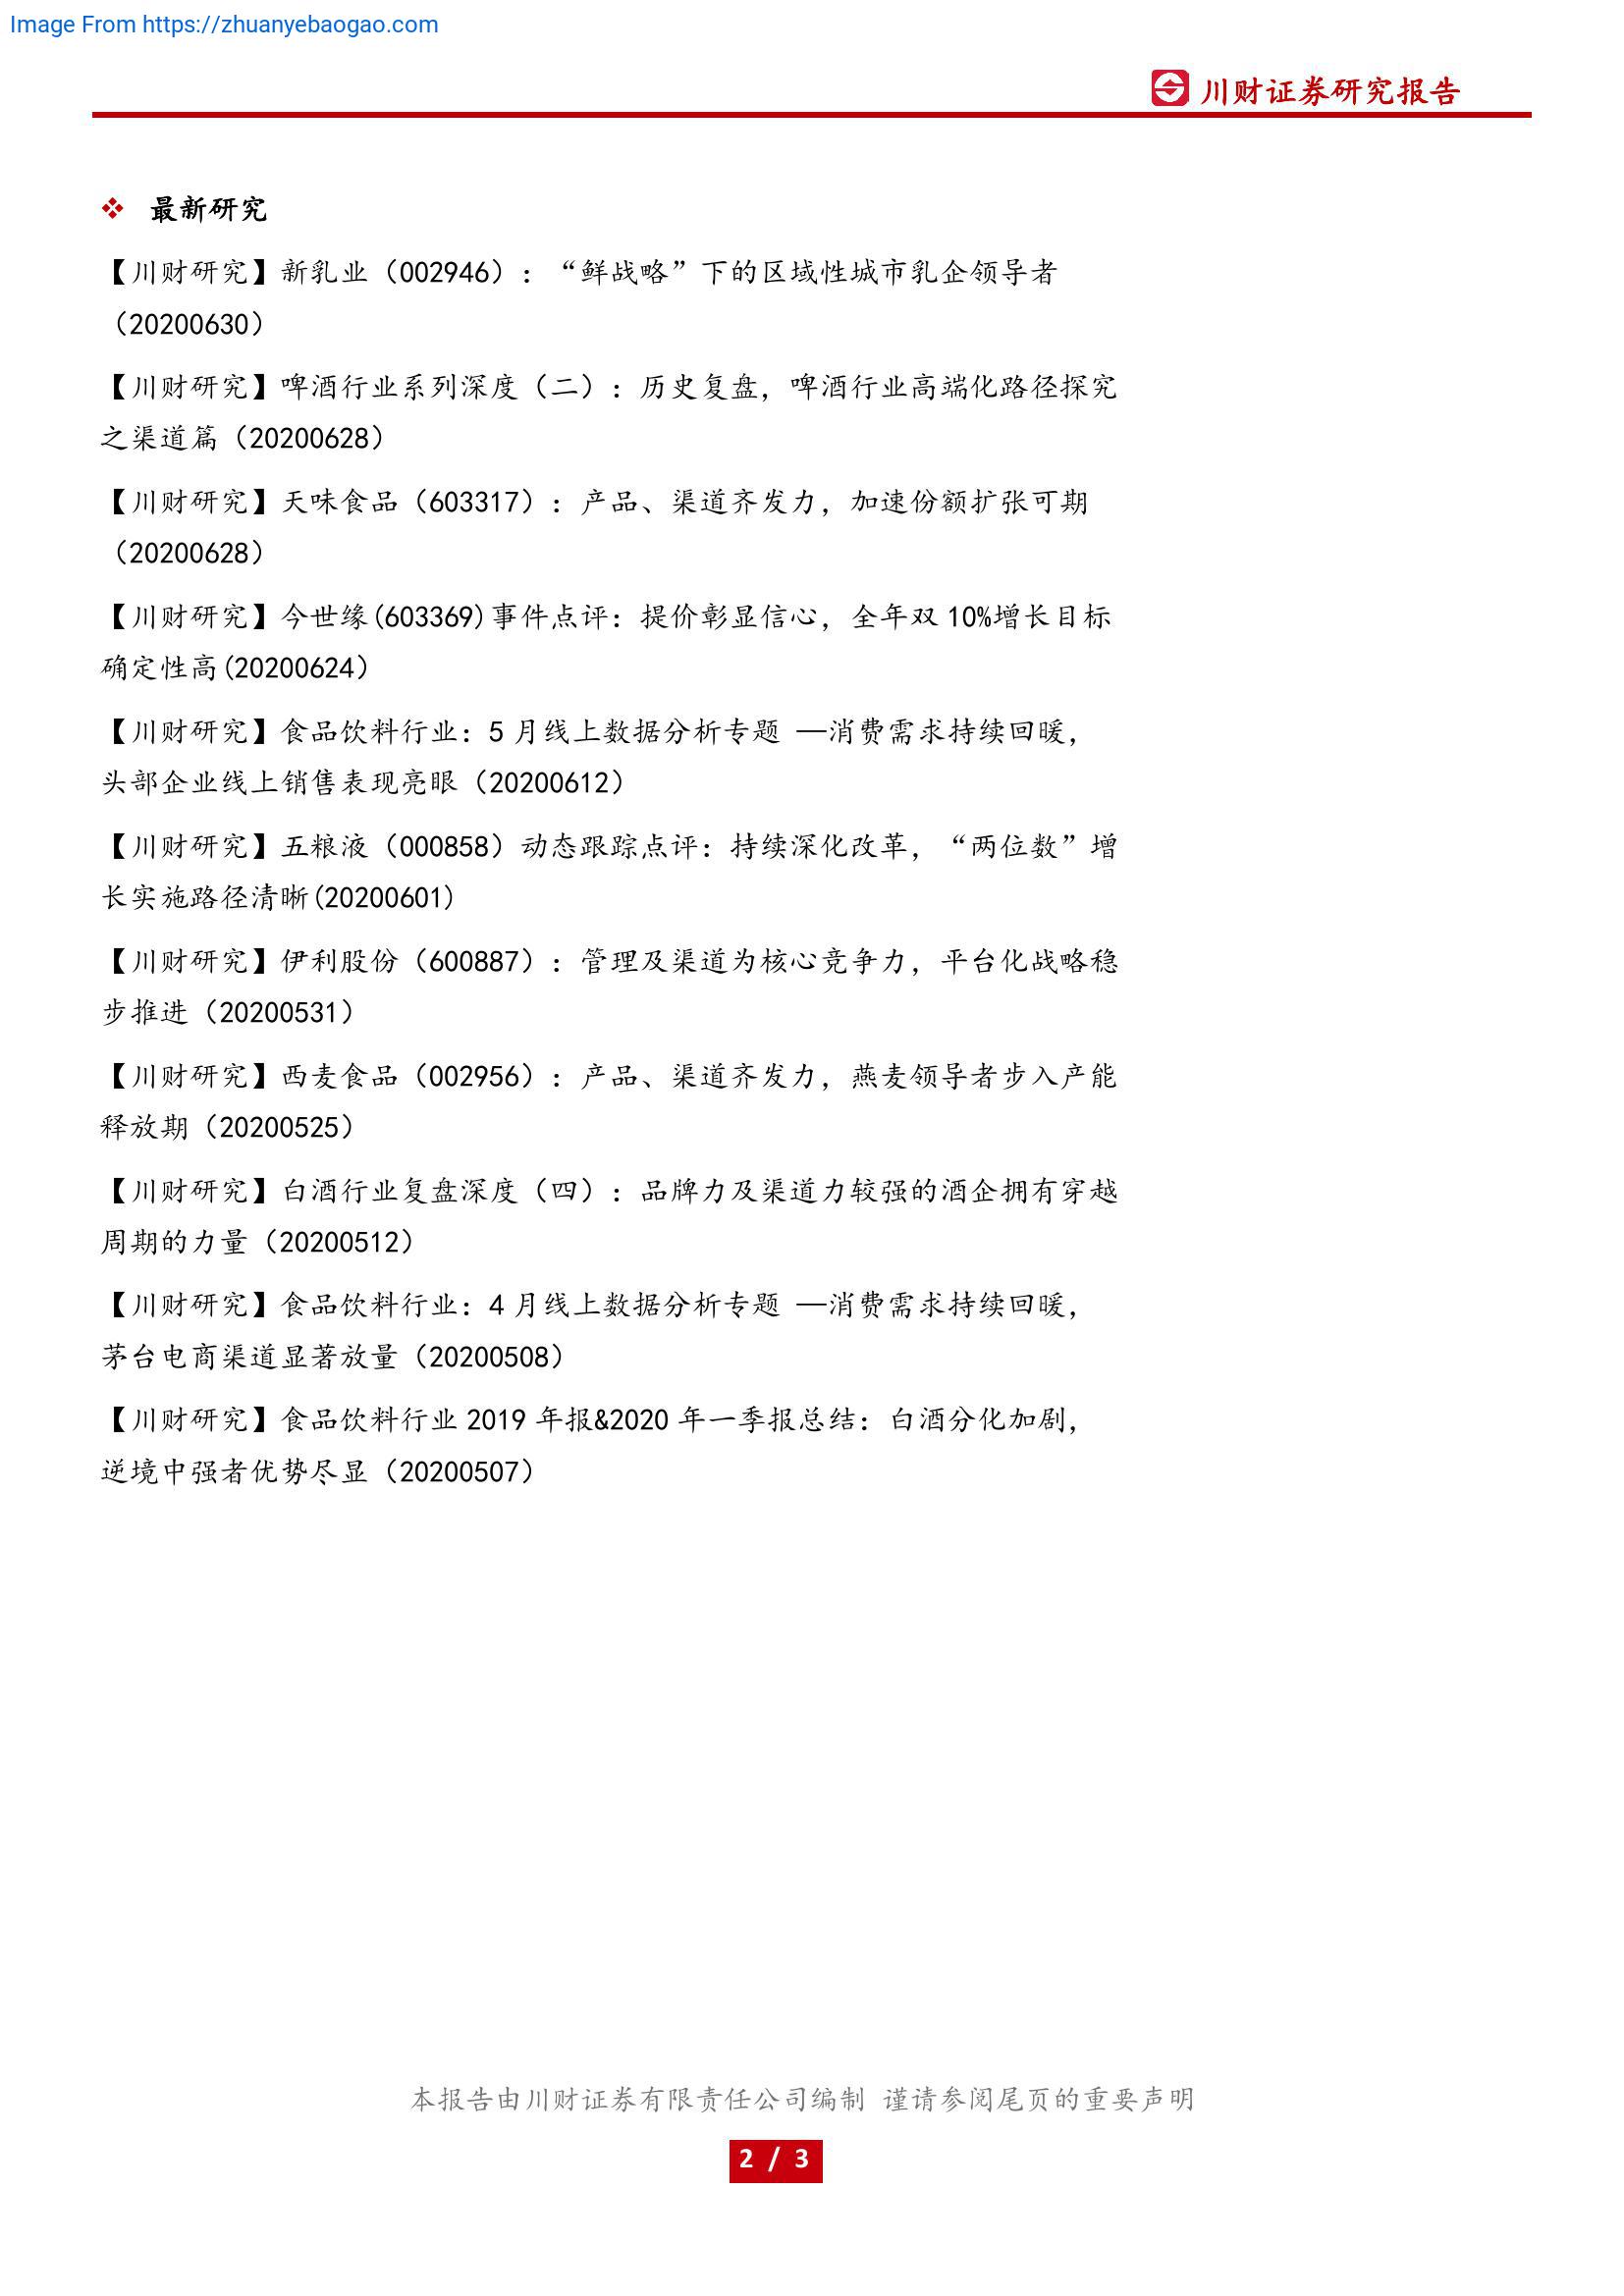 Image From https://zhuanyebaogao.com
川财证券研究报告
❖ 最新研究
【川财研究】新乳业（002946）：“鲜战略”下的区域性城市乳企领导者
（20200630）
【川财研究】啤酒行业系列深度（二）：历史复盘，啤酒行业高端化路径探究
之渠道篇（20200628）
【川财研究】天味食品（603317）：产品、渠道齐发力，加速份额扩张可期
（20200628）
【川财研究】今世缘(603369)事件点评：提价彰显信心，全年双 10%增长目标
确定性高(20200624）
【川财研究】食品饮料行业：5 月线上数据分析专题 —消费需求持续回暖，
头部企业线上销售表现亮眼（20200612）
【川财研究】五粮液（000858）动态跟踪点评：持续深化改革，“两位数”增
长实施路径清晰(20200601)
【川财研究】伊利股份（600887）：管理及渠道为核心竞争力，平台化战略稳
步推进（20200531）
【川财研究】西麦食品（002956）：产品、渠道齐发力，燕麦领导者步入产能
释放期（20200525）
【川财研究】白酒行业复盘深度（四）：品牌力及渠道力较强的酒企拥有穿越
周期的力量（20200512）
【川财研究】食品饮料行业：4 月线上数据分析专题 —消费需求持续回暖，
茅台电商渠道显著放量（20200508）
【川财研究】食品饮料行业 2019 年报&2020 年一季报总结：白酒分化加剧，
逆境中强者优势尽显（20200507）
本报告由川财证券有限责任公司编制 谨请参阅尾页的重要声明
2 / 3